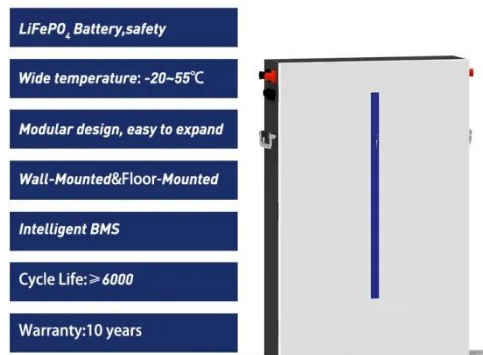 LiFePO₄ Battery,safety
Wide temperature: -20~55℃
Modular design, easy to expand
Wall-Mounted&Floor-Mounted
Intelligent BMS
Cycle Life:≥6000
Warranty:10 years